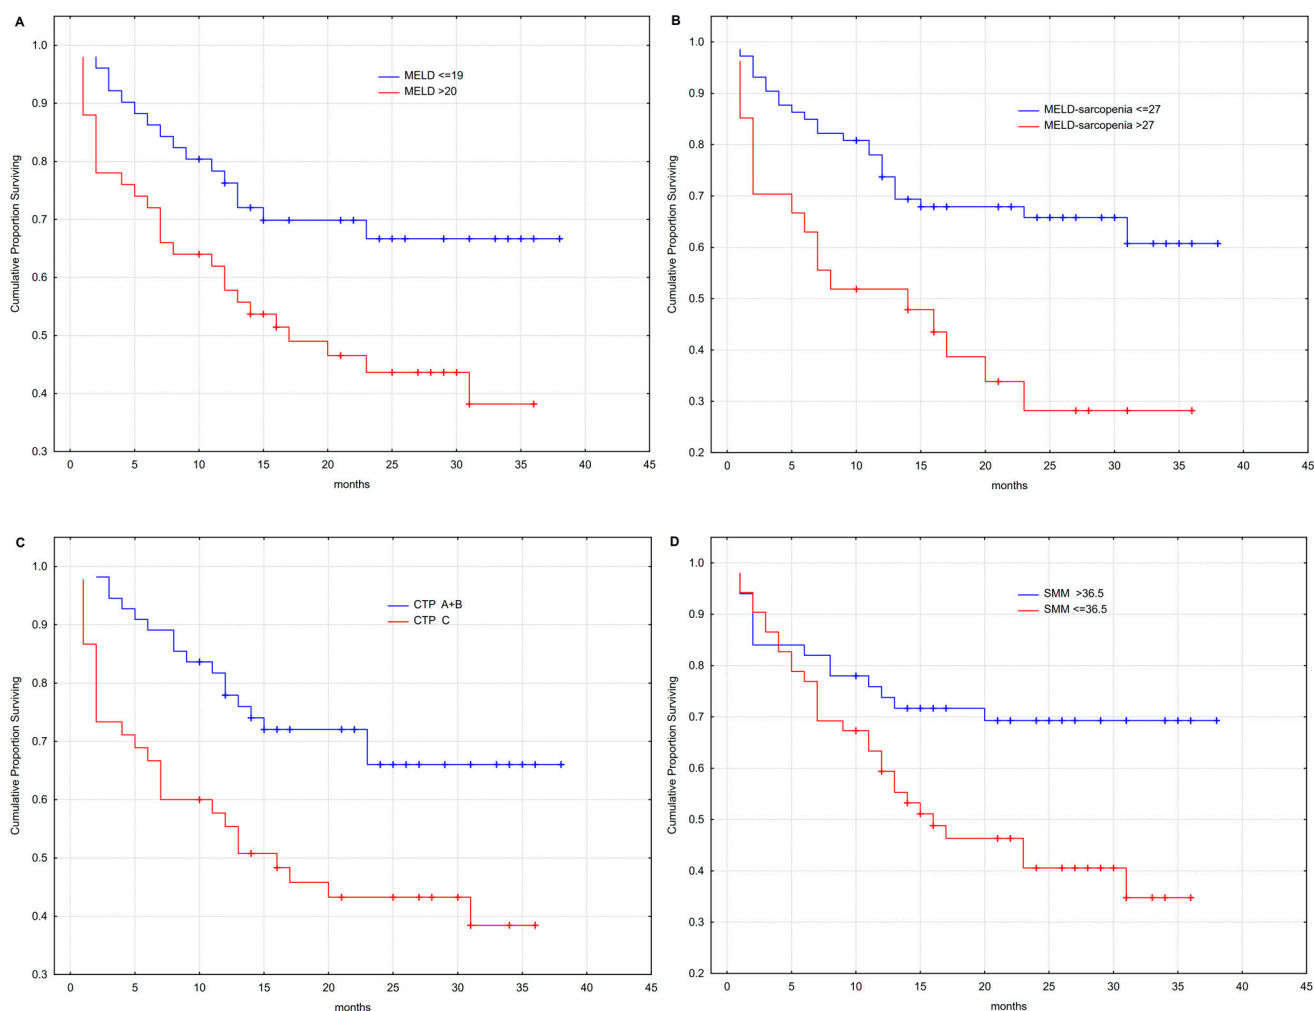 A
MELD <=19
MELD >20
Cumulative Proportion Surviving
1.0
0.9
0.8
0.7
0.6
0.5
0.4
0.3
0 5 10 15 20 25 30 35 40 45
months
B
MELD-sarcopenia <=27
MELD-sarcopenia >27
Cumulative Proportion Surviving
1.0
0.9
0.8
0.7
0.6
0.5
0.4
0.3
0.2
0 5 10 15 20 25 30 35 40 45
months
C
CTP A+B
CTP C
Cumulative Proportion Surviving
1.0
0.9
0.8
0.7
0.6
0.5
0.4
0.3
0 5 10 15 20 25 30 35 40 45
months
D
SMM >36.5
SMM <=36.5
Cumulative Proportion Surviving
1.0
0.9
0.8
0.7
0.6
0.5
0.4
0.3
0.2
0 5 10 15 20 25 30 35 40 45
months